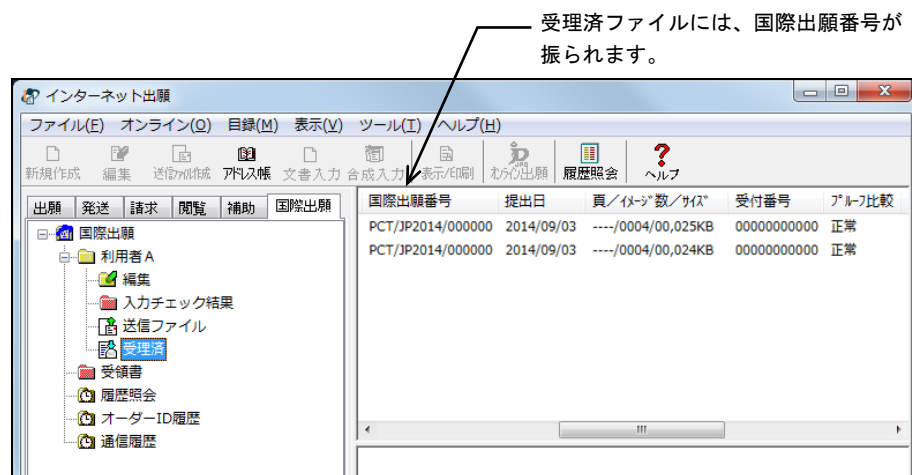 受理済ファイルには、国際出願番号が
振られます。
インターネット出願
ファイル(F) オンライン(O) 目録(M) 表示(V) ツール(T) ヘルプ(H)
新規作成 編集 送信ﾌｧｲﾙ作成 ｱﾄﾞﾚｽ帳 文書入力 合成入力 表示/印刷 ｵﾝﾗｲﾝ出願 履歴照会 ヘルプ
出願 発送 請求 閲覧 補助 国際出願
国際出願番号 提出日 頁／ｲﾒｰｼﾞ数／ｻｲｽﾞ 受付番号 ﾌﾟﾙｰﾌ比較
PCT/JP2014/000000 2014/09/03 ----/0004/00,025KB 00000000000 正常
PCT/JP2014/000000 2014/09/03 ----/0004/00,024KB 00000000000 正常
国際出願
利用者A
編集
入力チェック結果
送信ファイル
受理済
受領書
履歴照会
オーダーID履歴
通信履歴